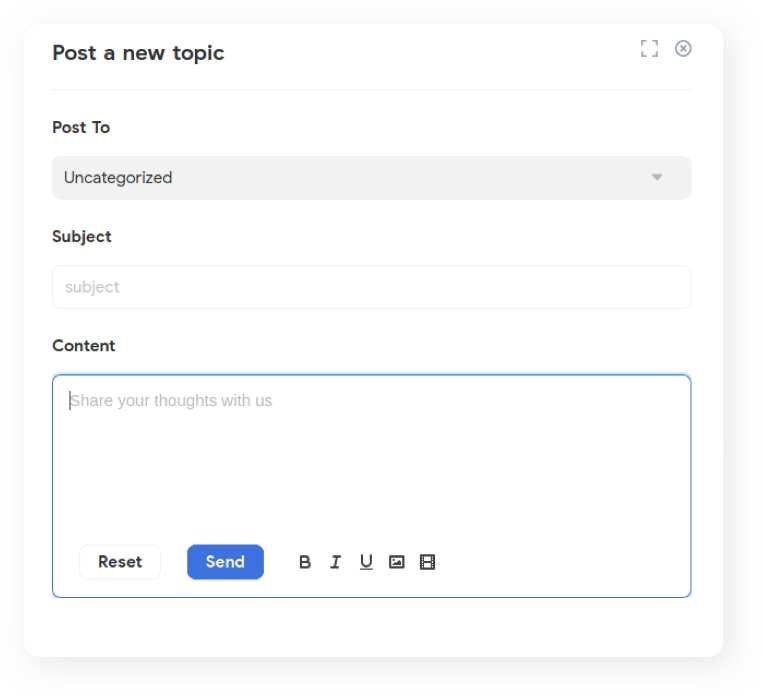 Post a new topic
Post To
Uncategorized
Subject
subject
Content
Share your thoughts with us
Reset Send B I U